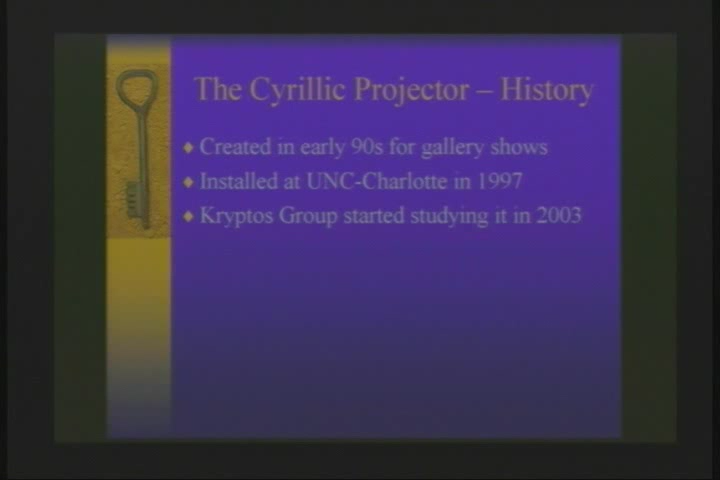 The Cyrillic Projector – History
Created in early 90s for gallery shows
Installed at UNC-Charlotte in 1997
Kryptos Group started studying it in 2003